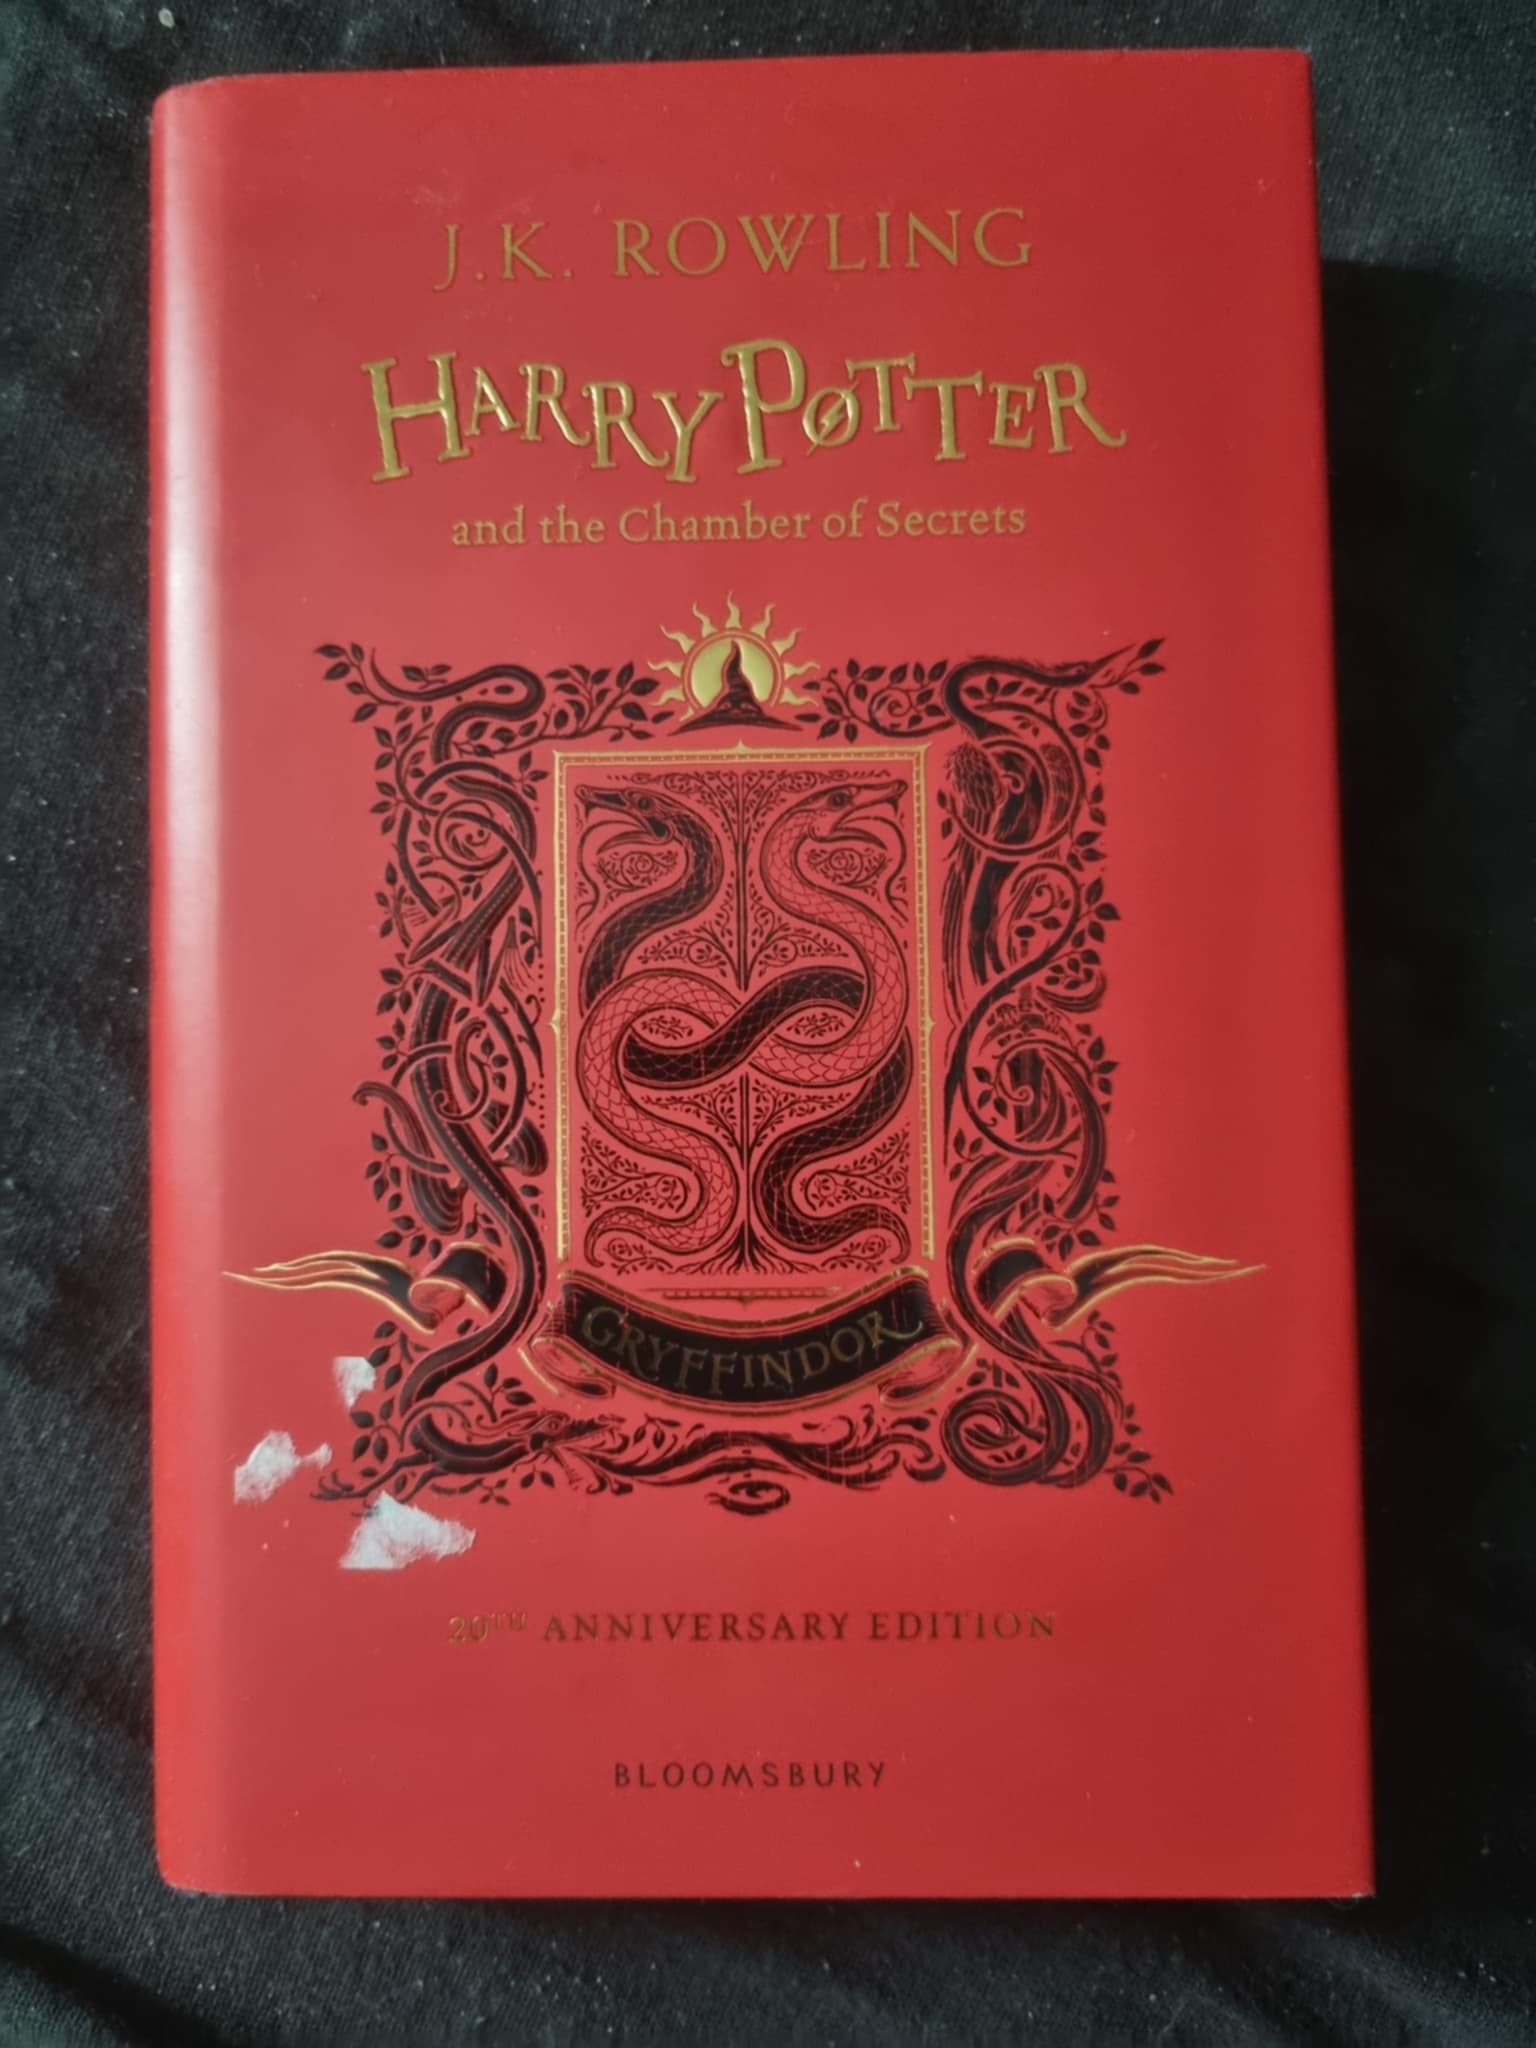 J.K. ROWLING
HARRY POTTER
and the Chamber of Secrets
GRYFFINDOR
20TH ANNIVERSARY EDITION
BLOOMSBURY